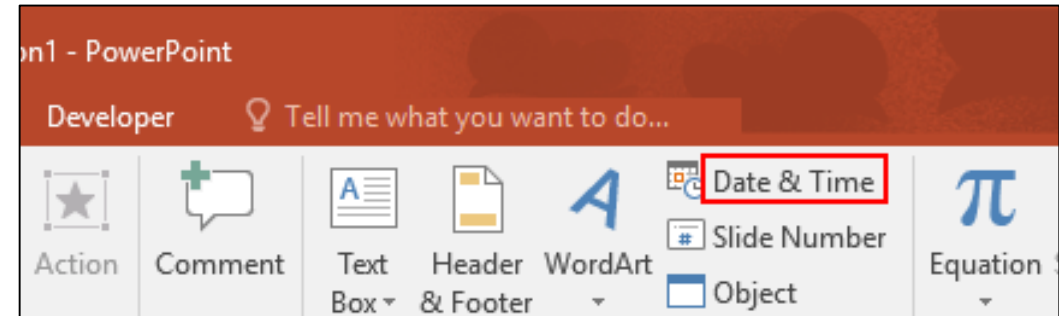 on1 - PowerPoint
Developer Tell me what you want to do...
Action
Comment
Text
Box
Header
& Footer
WordArt
Date & Time
Slide Number
Object
Equation